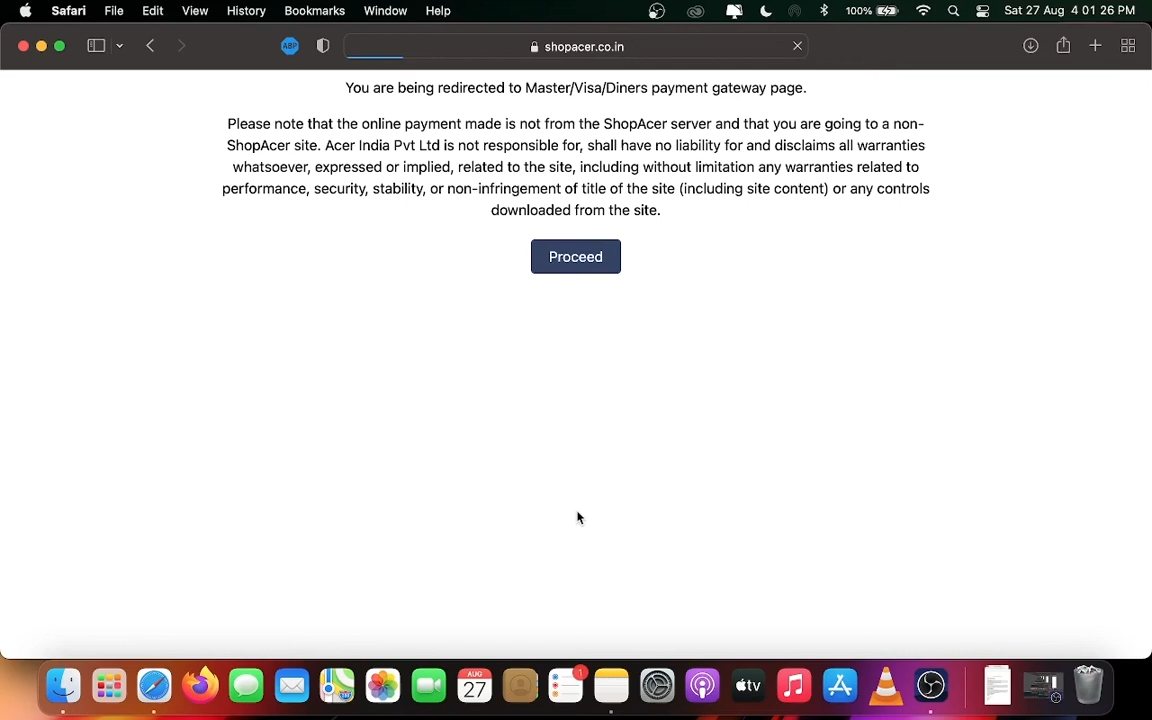 Safari File Edit View History Bookmarks Window Help 100% Sat 27 Aug 4 01 26 PM
ABP shopacer.co.in
You are being redirected to Master/Visa/Diners payment gateway page.
Please note that the online payment made is not from the ShopAcer server and that you are going to a non-
ShopAcer site. Acer India Pvt Ltd is not responsible for, shall have no liability for and disclaims all warranties
whatsoever, expressed or implied, related to the site, including without limitation any warranties related to
performance, security, stability, or non-infringement of title of the site (including site content) or any controls
downloaded from the site.
Proceed
AUG
27
1
tv